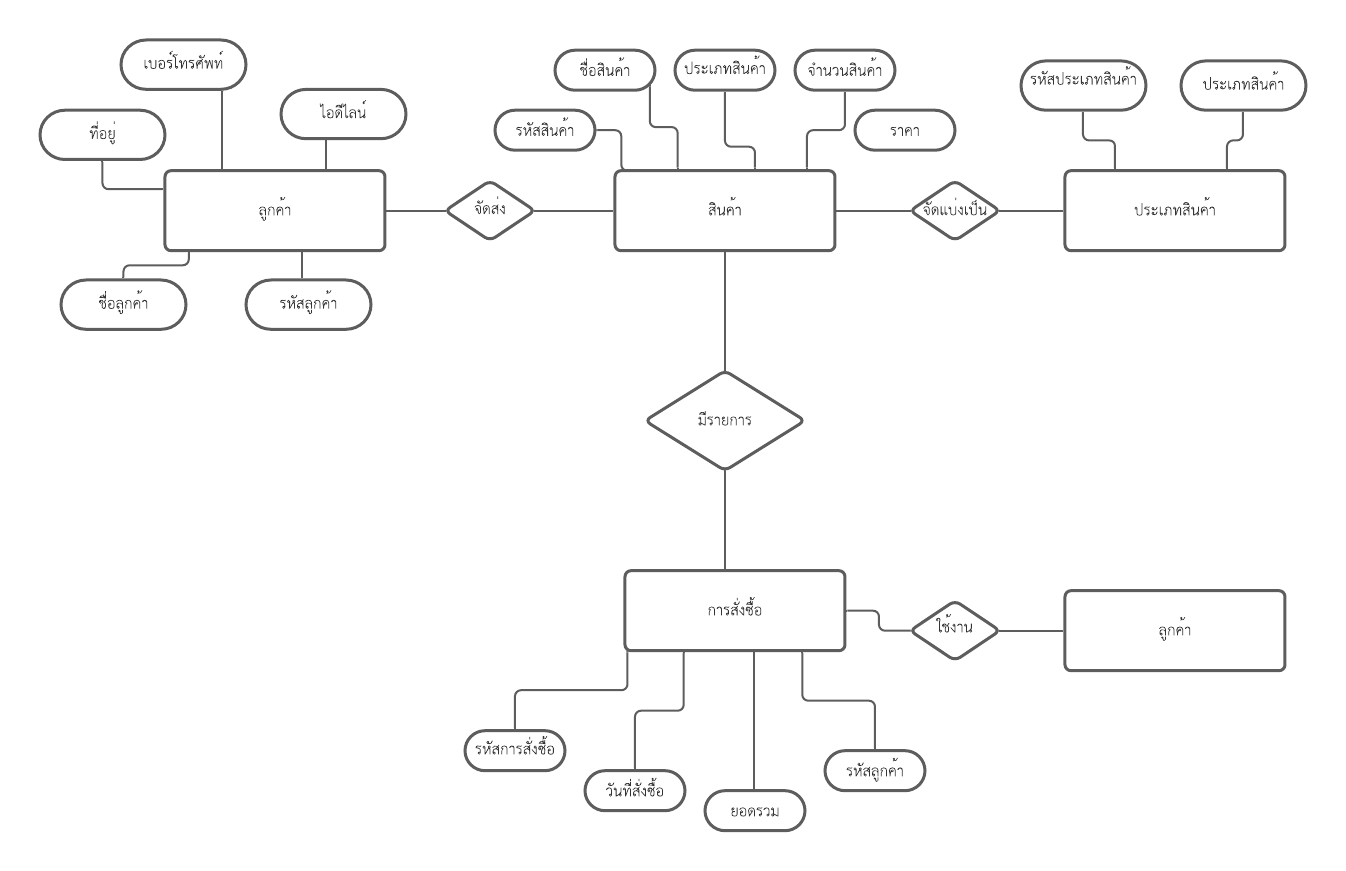 เบอร์โทรศัพท์
ชื่อสินค้า
ประเภทสินค้า
จำนวนสินค้า
รหัสประเภทสินค้า
ประเภทสินค้า
ที่อยู่
ไอดีไลน์
รหัสสินค้า
ราคา
ลูกค้า
จัดส่ง
สินค้า
จัดแบ่งเป็น
ประเภทสินค้า
ชื่อลูกค้า
รหัสลูกค้า
มีรายการ
การสั่งซื้อ
ใช้งาน
ลูกค้า
รหัสการสั่งซื้อ
วันที่สั่งซื้อ
ยอดรวม
รหัสลูกค้า